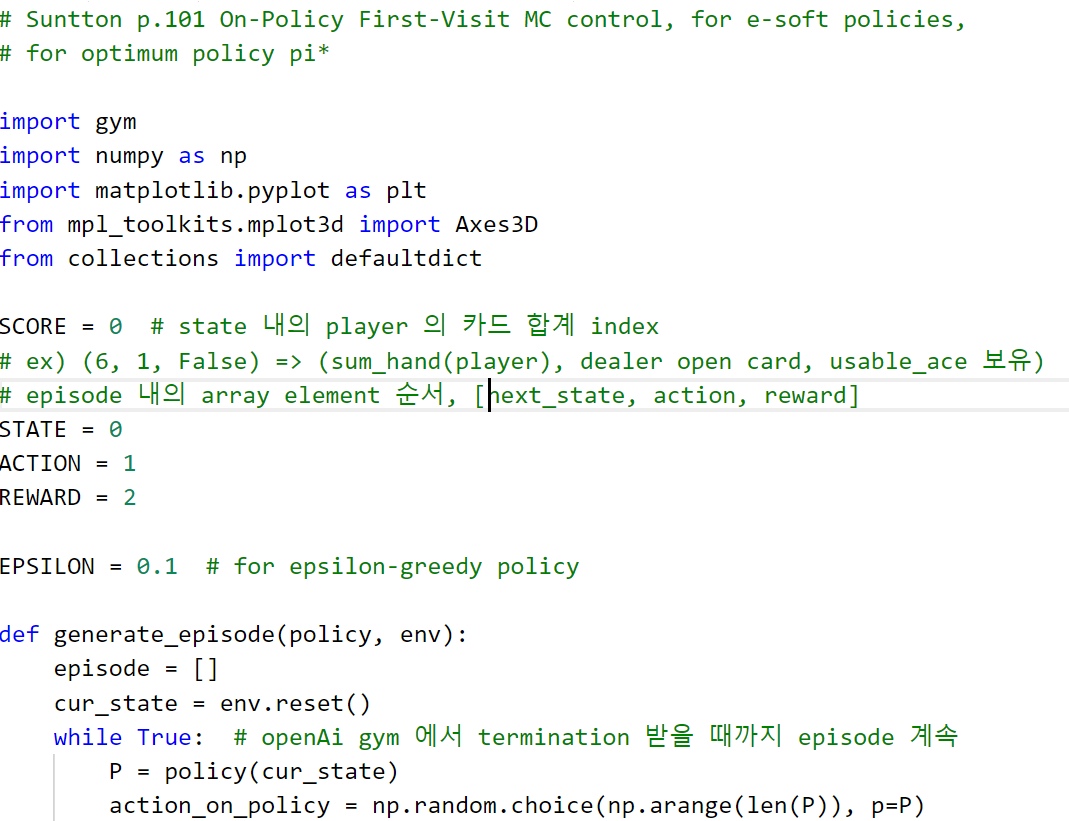 # Suntton p.101 On-Policy First-Visit MC control, for e-soft policies,
# for optimum policy pi*
import gym
import numpy as np
import matplotlib.pyplot as plt
from mpl_toolkits.mplot3d import Axes3D
from collections import defaultdict
SCORE = 0  # state 내의 player 의 카드 합계 index
# ex) (6, 1, False) => (sum_hand(player), dealer open card, usable_ace 보유)
# episode 내의 array element 순서, [next_state, action, reward]
STATE = 0
ACTION = 1
REWARD = 2
EPSILON = 0.1  # for epsilon-greedy policy
def generate_episode(policy, env):
    episode = []
    cur_state = env.reset()
    while True:  # openAi gym 에서 termination 받을 때까지 episode 계속
        P = policy(cur_state)
        action_on_policy = np.random.choice(np.arange(len(P)), p=P)